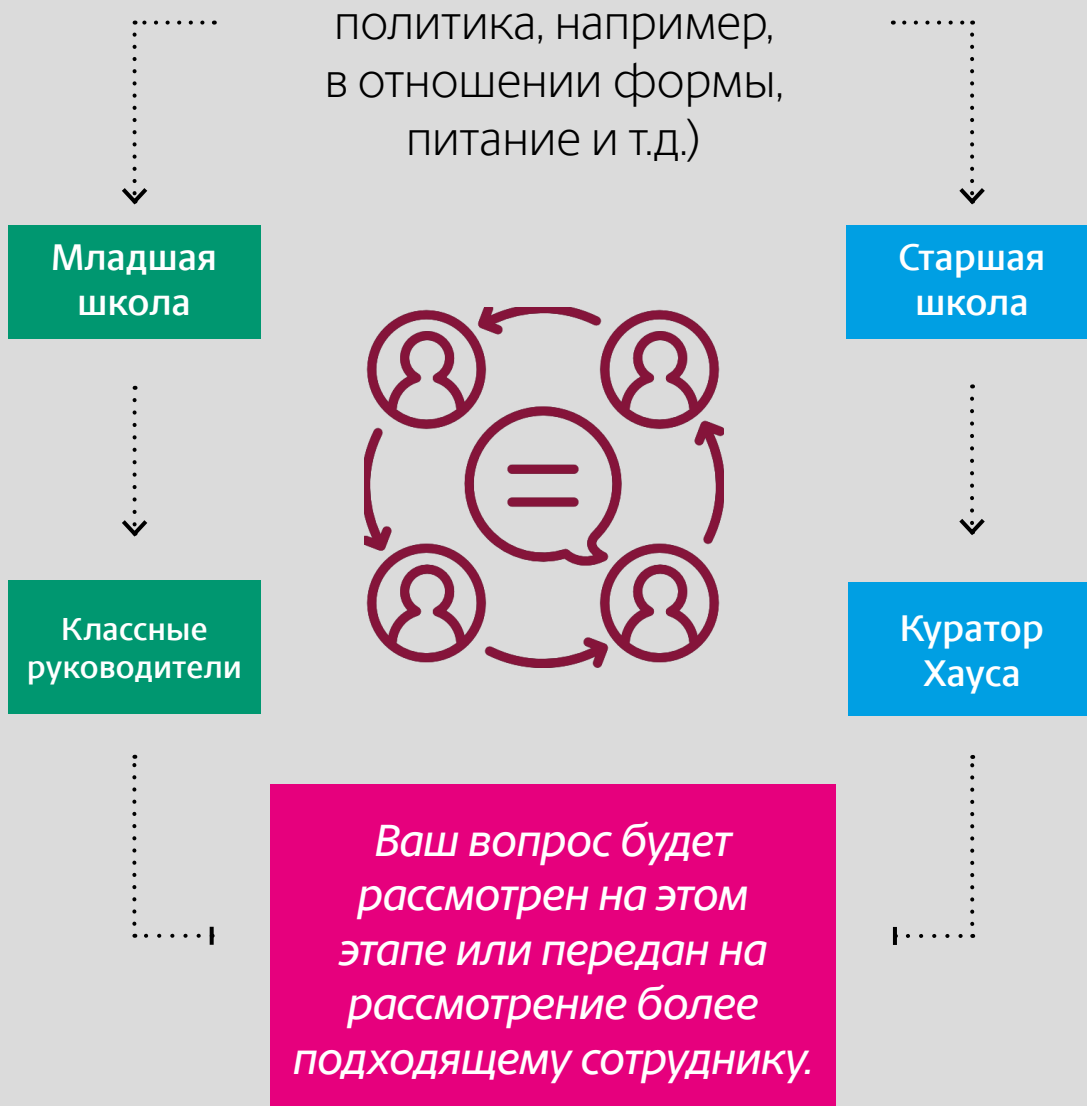 политика, например,
в отношении формы,
питание и т.д.)
Младшая
школа
Старшая
школа
Классные
руководители
Куратор
Хауса
Ваш вопрос будет
рассмотрен на этом
этапе или передан на
рассмотрение более
подходящему сотруднику.